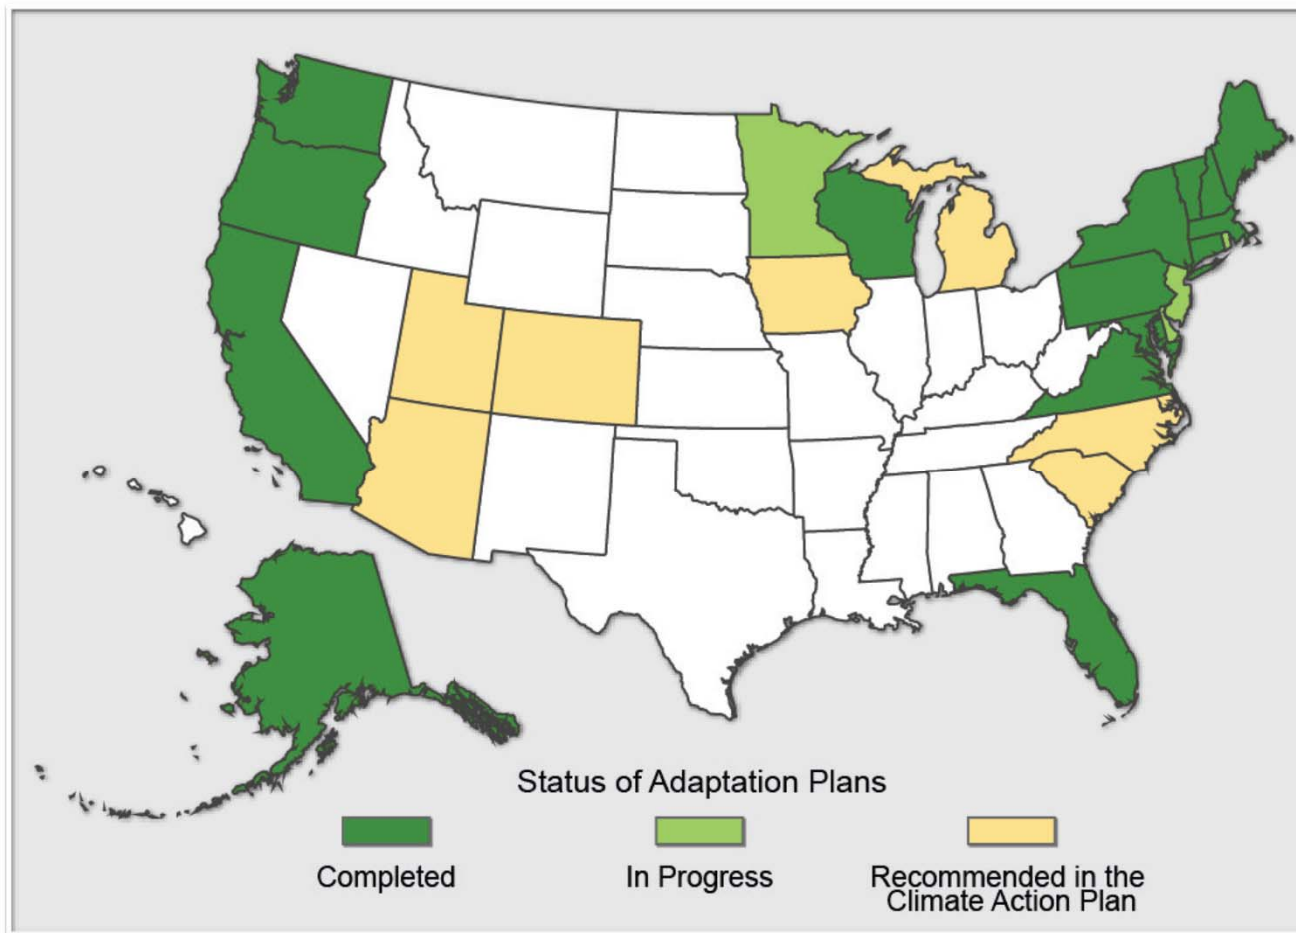 Status of Adaptation Plans
Completed
In Progress
Recommended in the
Climate Action Plan